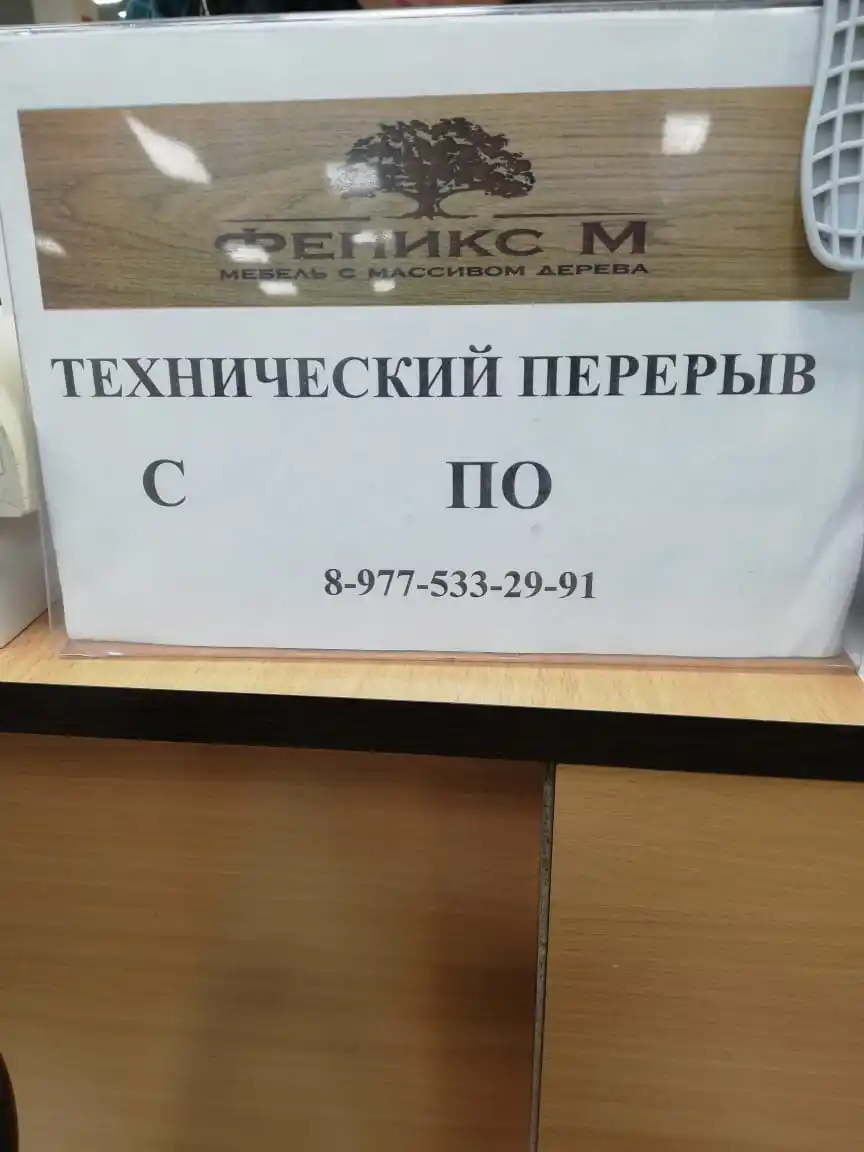 ФЕНИКС М
МЕБЕЛЬ С МАССИВОМ ДЕРЕВА
ТЕХНИЧЕСКИЙ ПЕРЕРЫВ
С ПО
8-977-533-29-91